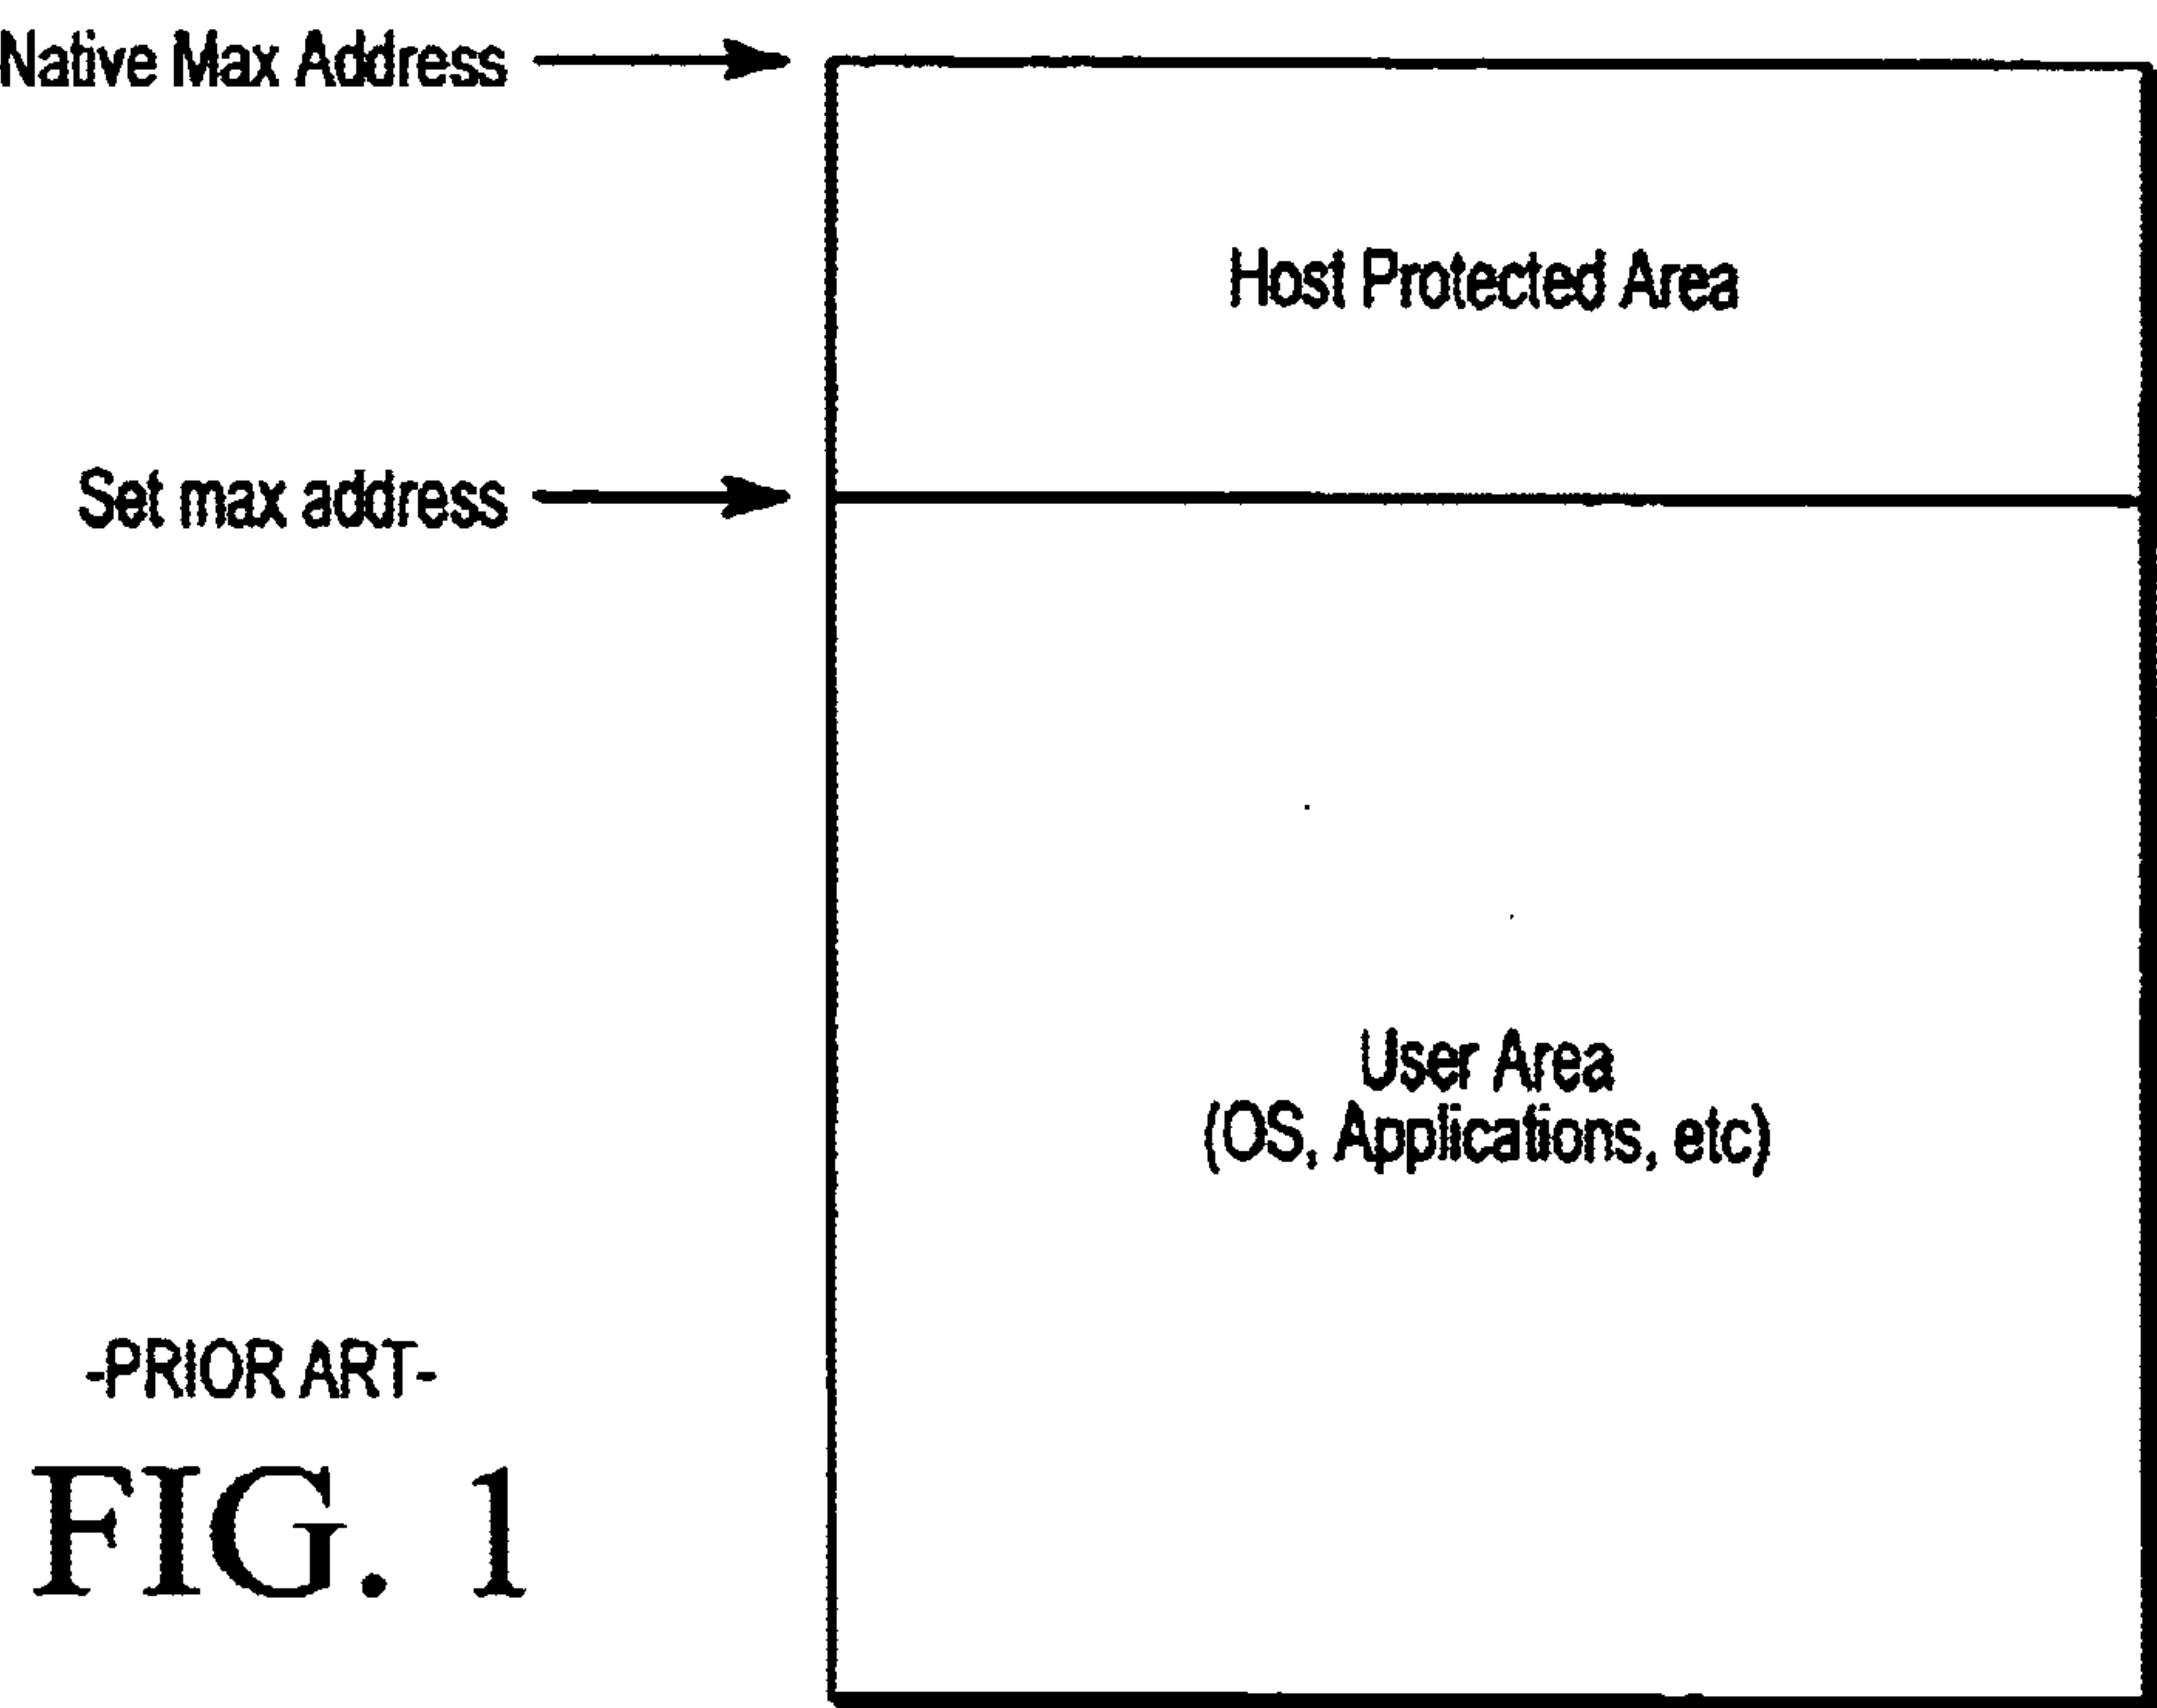 Native Max Address
Host Protected Area
Set max address
User Area
(OS, Applications, etc)
-PRIOR ART-
FIG. 1